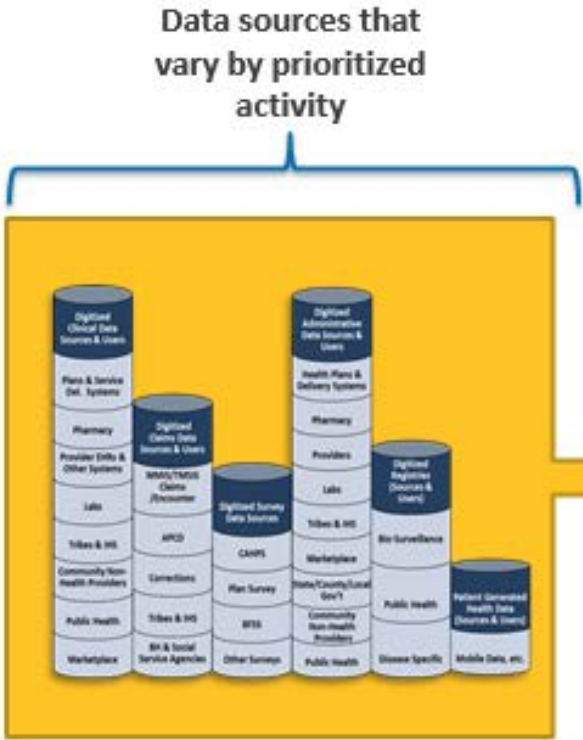 Data sources that
vary by prioritized
activity
Digitized
Clinical Data
Sources & Users
Plans & Service
Del. Systems
Pharmacy
Provider EHRs &
Other Systems
Labs
Tribes & IHS
Community Non-
Health Providers
Public Health
Marketplace
Digitized
Claims Data
Sources & Users
MMIS/TMSIS
Claims
/Encounter
APCD
Corrections
Tribes & IHS
BH & Social
Service Agencies
Digitized Survey
Data Sources
CAHPS
Plan Survey
BFSS
Other Surveys
Digitized
Administrative
Data Sources &
Users
Health Plans &
Delivery Systems
Pharmacy
Providers
Labs
Tribes & IHS
Marketplace
State/County/Local
Gov't
Community
Non-Health
Providers
Public Health
Digitized
Registries
(Sources &
Users)
Bio-Surveillance
Public Health
Disease Specific
Patient Generated
Health Data
(Sources & Users)
Mobile Data, etc.